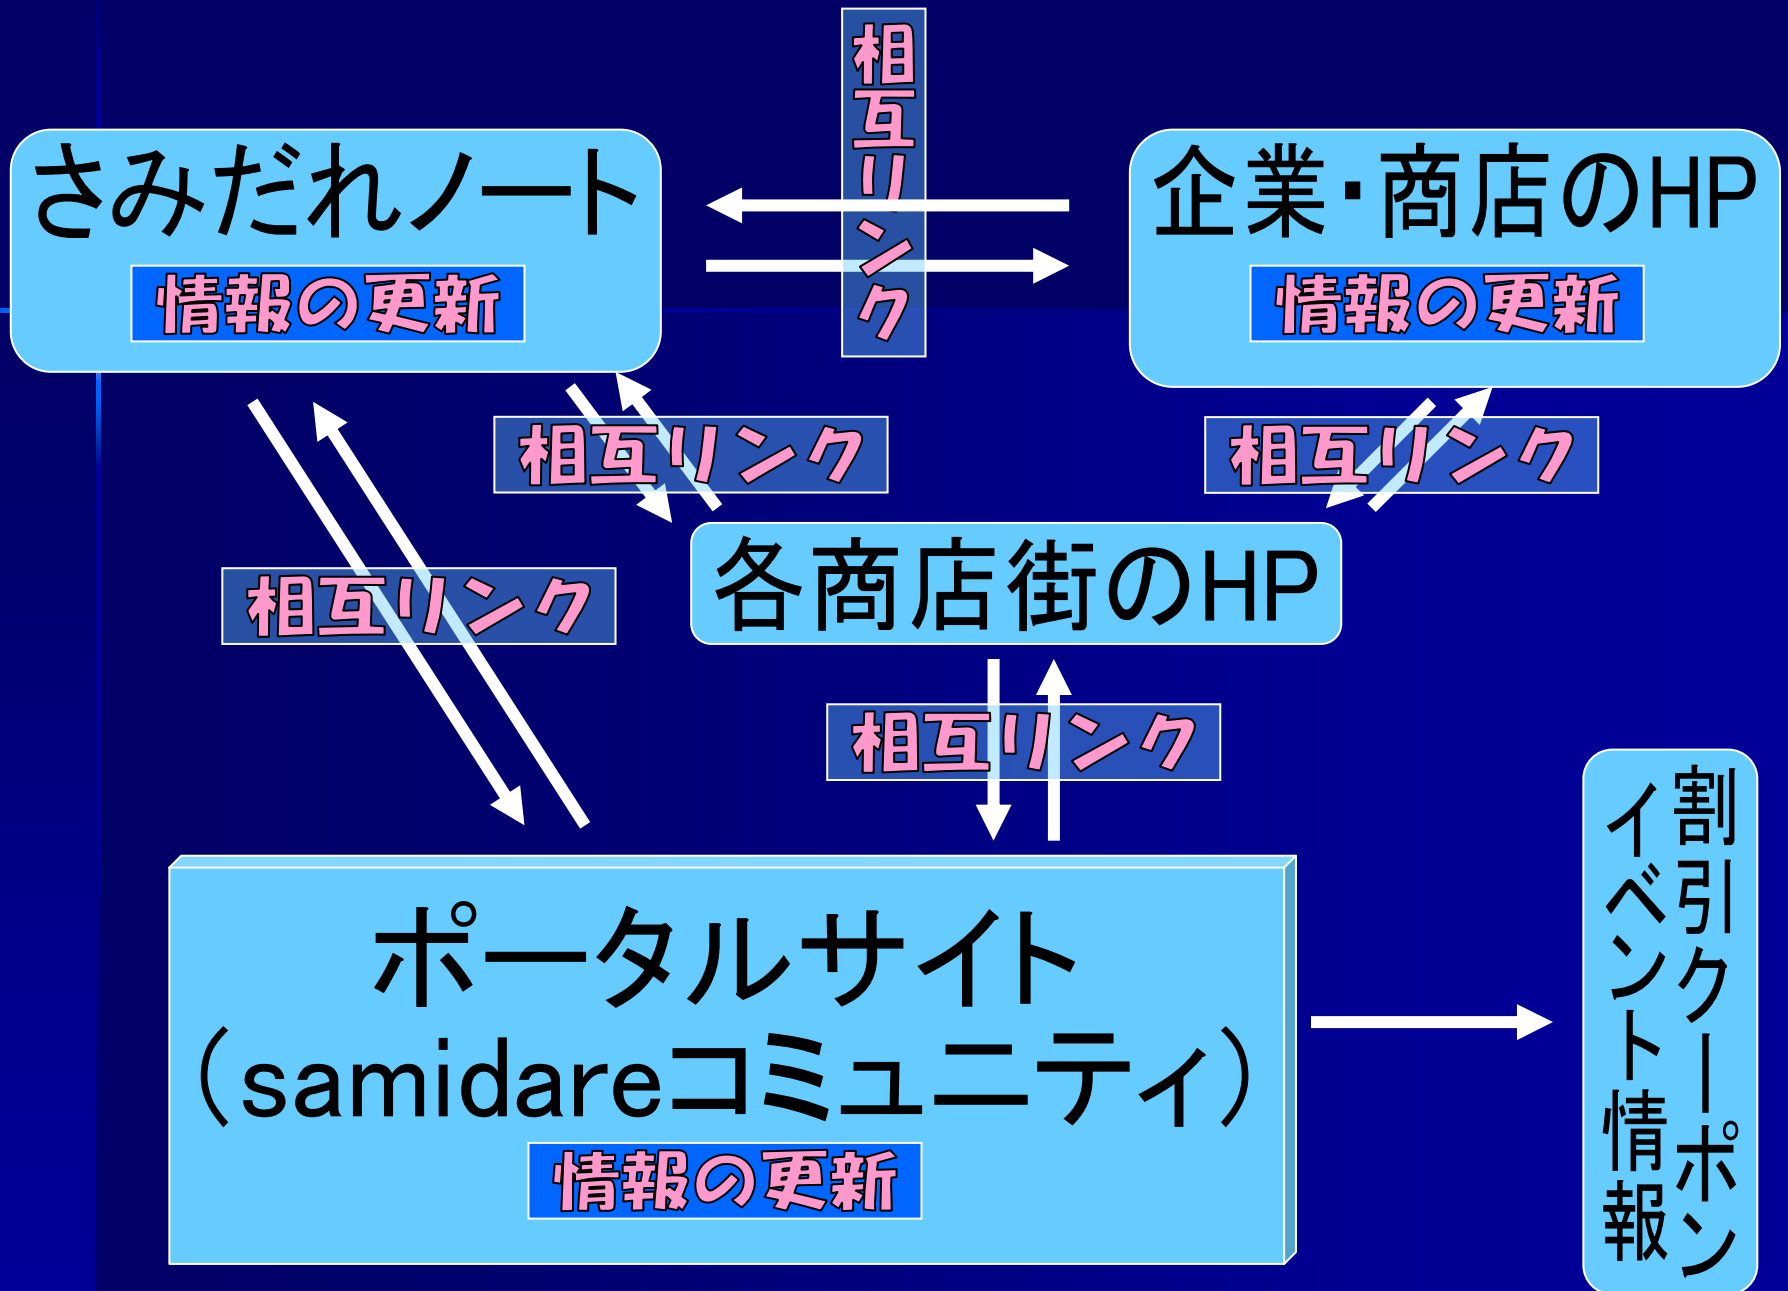 相互リンク
さみだれノート
情報の更新
企業・商店のHP
情報の更新
相互リンク
相互リンク
相互リンク
各商店街のHP
相互リンク
ポータルサイト
（samidareコミュニティ）
情報の更新
割引クーポン
イベント情報